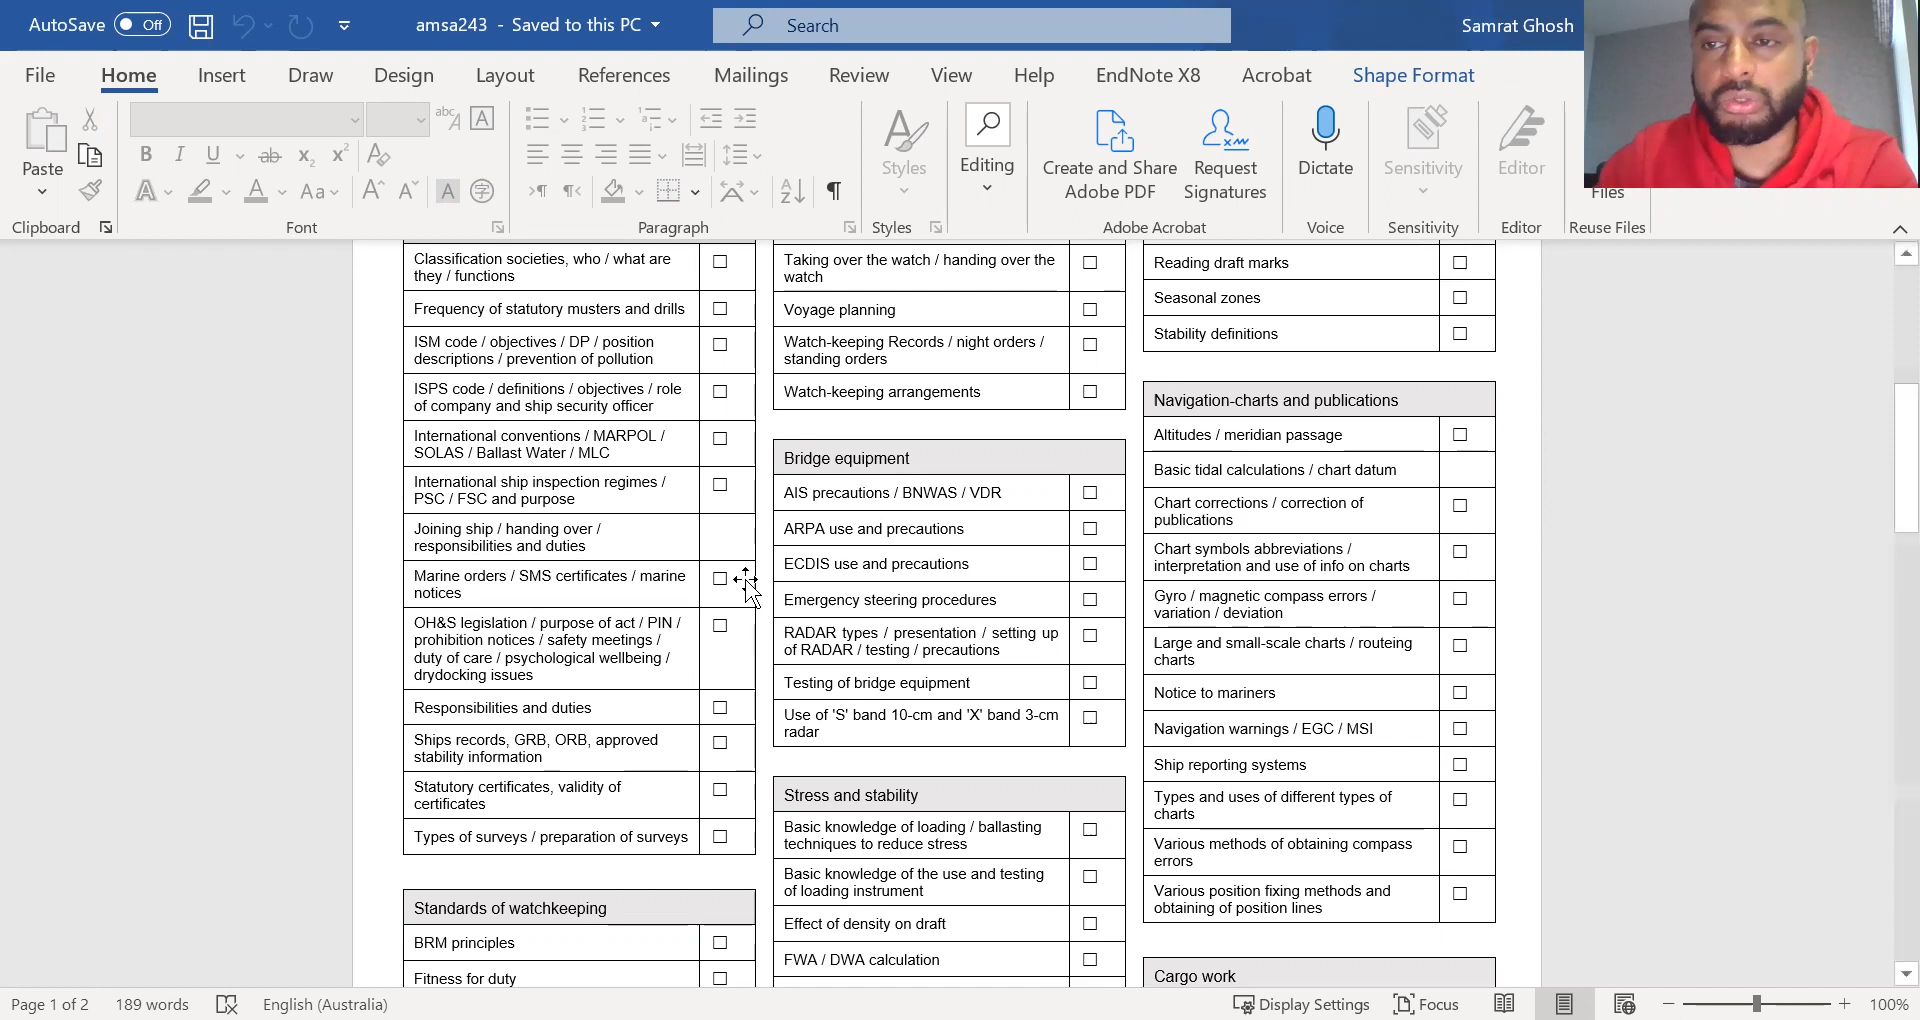 AutoSave Off amsa243 - Saved to this PC Search Samrat Ghosh
File Home Insert Draw Design Layout References Mailings Review View Help EndNote X8 Acrobat Shape Format
Paste
Styles
Editing
Create and Share
Adobe PDF
Request
Signatures
Dictate
Sensitivity
Editor
Files
Clipboard Font Paragraph Styles Adobe Acrobat Voice Sensitivity Editor Reuse Files
Classification societies, who / what are
they / functions
Frequency of statutory musters and drills
ISM code / objectives / DP / position
descriptions / prevention of pollution
ISPS code / definitions / objectives / role
of company and ship security officer
International conventions / MARPOL /
SOLAS / Ballast Water / MLC
International ship inspection regimes /
PSC / FSC and purpose
Joining ship / handing over /
responsibilities and duties
Marine orders / SMS certificates / marine
notices
OH&S legislation / purpose of act / PIN /
prohibition notices / safety meetings /
duty of care / psychological wellbeing /
drydocking issues
Responsibilities and duties
Ships records, GRB, ORB, approved
stability information
Statutory certificates, validity of
certificates
Types of surveys / preparation of surveys
Standards of watchkeeping
BRM principles
Fitness for duty
Taking over the watch / handing over the
watch
Voyage planning
Watch-keeping Records / night orders /
standing orders
Watch-keeping arrangements
Bridge equipment
AIS precautions / BNWAS / VDR
ARPA use and precautions
ECDIS use and precautions
Emergency steering procedures
RADAR types / presentation / setting up
of RADAR / testing / precautions
Testing of bridge equipment
Use of 'S' band 10-cm and 'X' band 3-cm
radar
Stress and stability
Basic knowledge of loading / ballasting
techniques to reduce stress
Basic knowledge of the use and testing
of loading instrument
Effect of density on draft
FWA / DWA calculation
Reading draft marks
Seasonal zones
Stability definitions
Navigation-charts and publications
Altitudes / meridian passage
Basic tidal calculations / chart datum
Chart corrections / correction of
publications
Chart symbols abbreviations /
interpretation and use of info on charts
Gyro / magnetic compass errors /
variation / deviation
Large and small-scale charts / routeing
charts
Notice to mariners
Navigation warnings / EGC / MSI
Ship reporting systems
Types and uses of different types of
charts
Various methods of obtaining compass
errors
Various position fixing methods and
obtaining of position lines
Cargo work
Page 1 of 2 189 words English (Australia) Display Settings Focus 100%